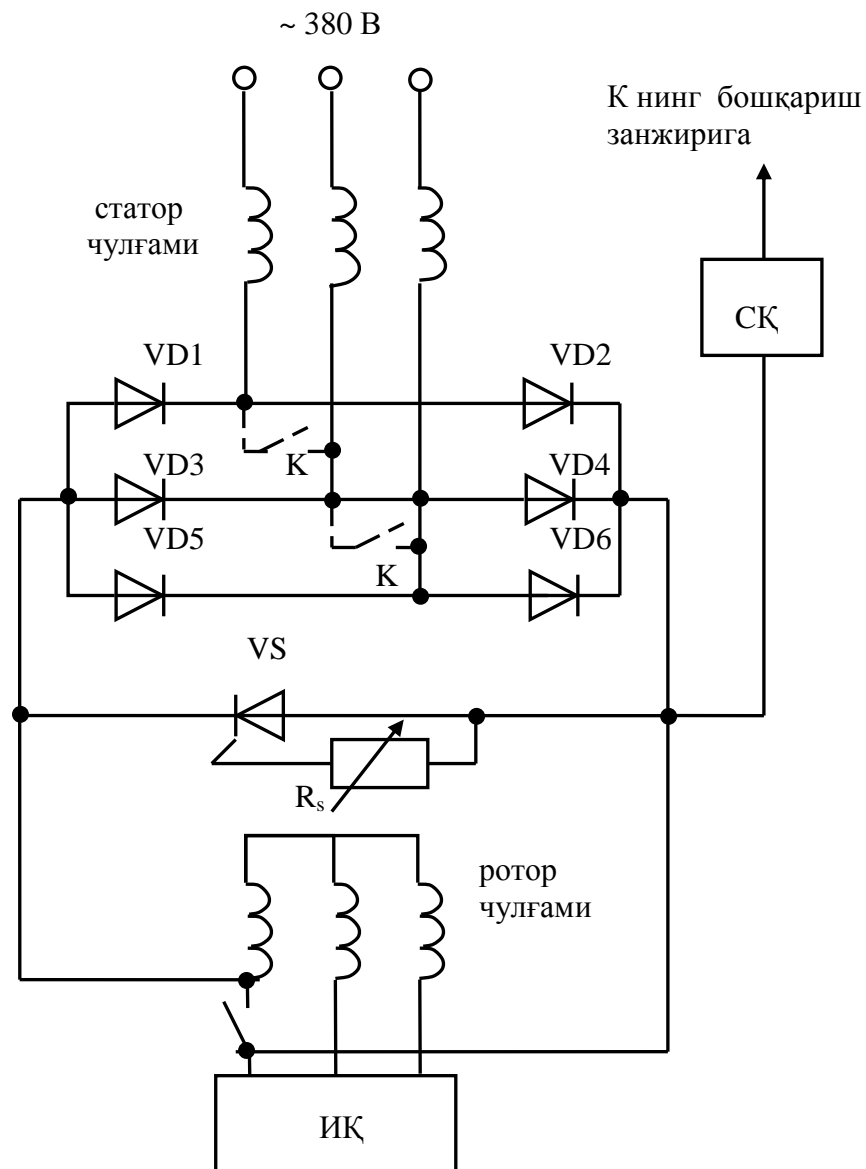 ~ 380 В
К нинг бошқариш
занжирига
статор
чулғами
СҚ
VD1
VD2
K
VD3
VD4
VD5
VD6
K
VS
Rs
ротор
чулғами
ИҚ